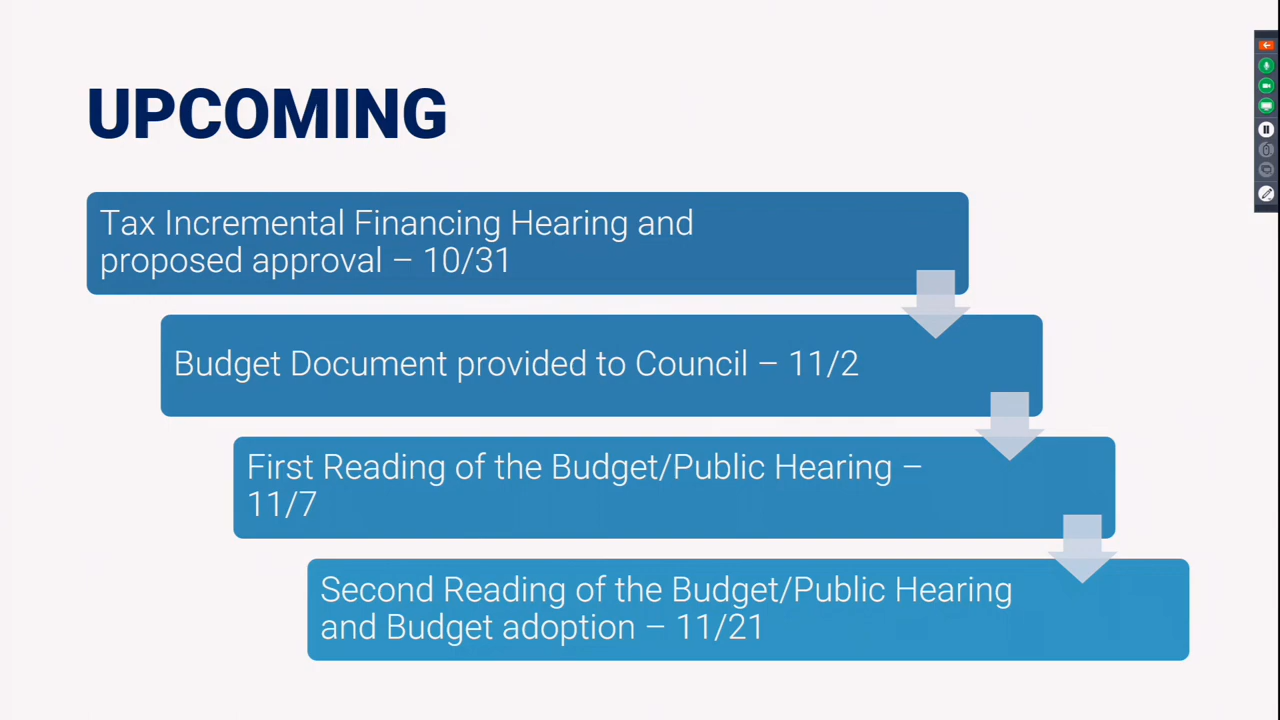 UPCOMING
Tax Incremental Financing Hearing and
proposed approval – 10/31
Budget Document provided to Council – 11/2
First Reading of the Budget/Public Hearing –
11/7
Second Reading of the Budget/Public Hearing
and Budget adoption – 11/21